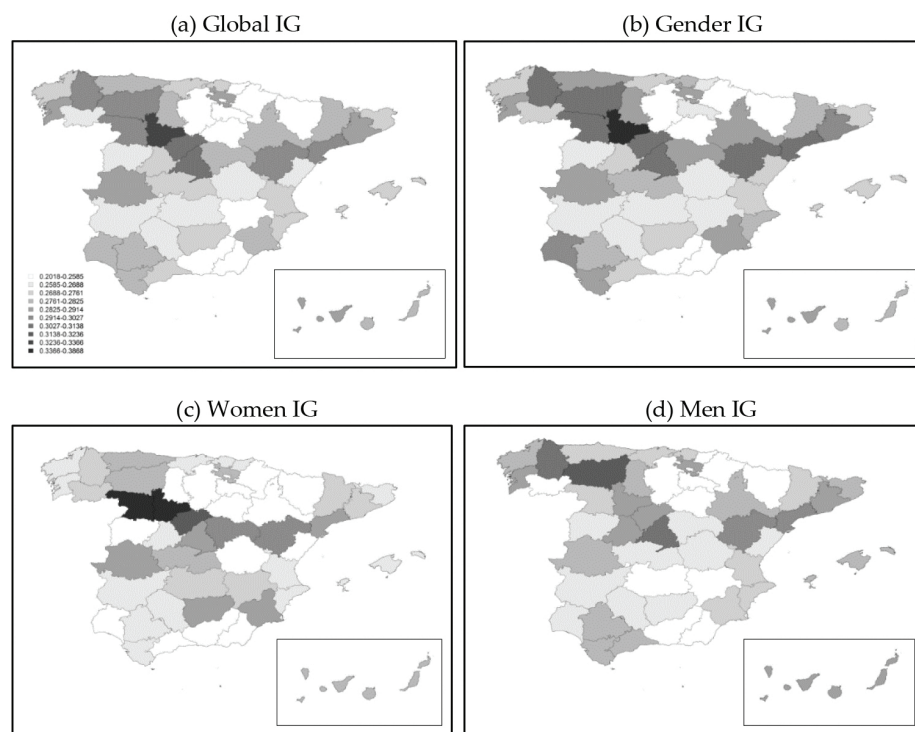 (a) Global IG
(b) Gender IG
0.2018-0.2585
0.2585-0.2688
0.2688-0.2761
0.2761-0.2825
0.2825-0.2914
0.2914-0.3027
0.3027-0.3138
0.3138-0.3236
0.3236-0.3366
0.3366-0.3868
(c) Women IG
(d) Men IG